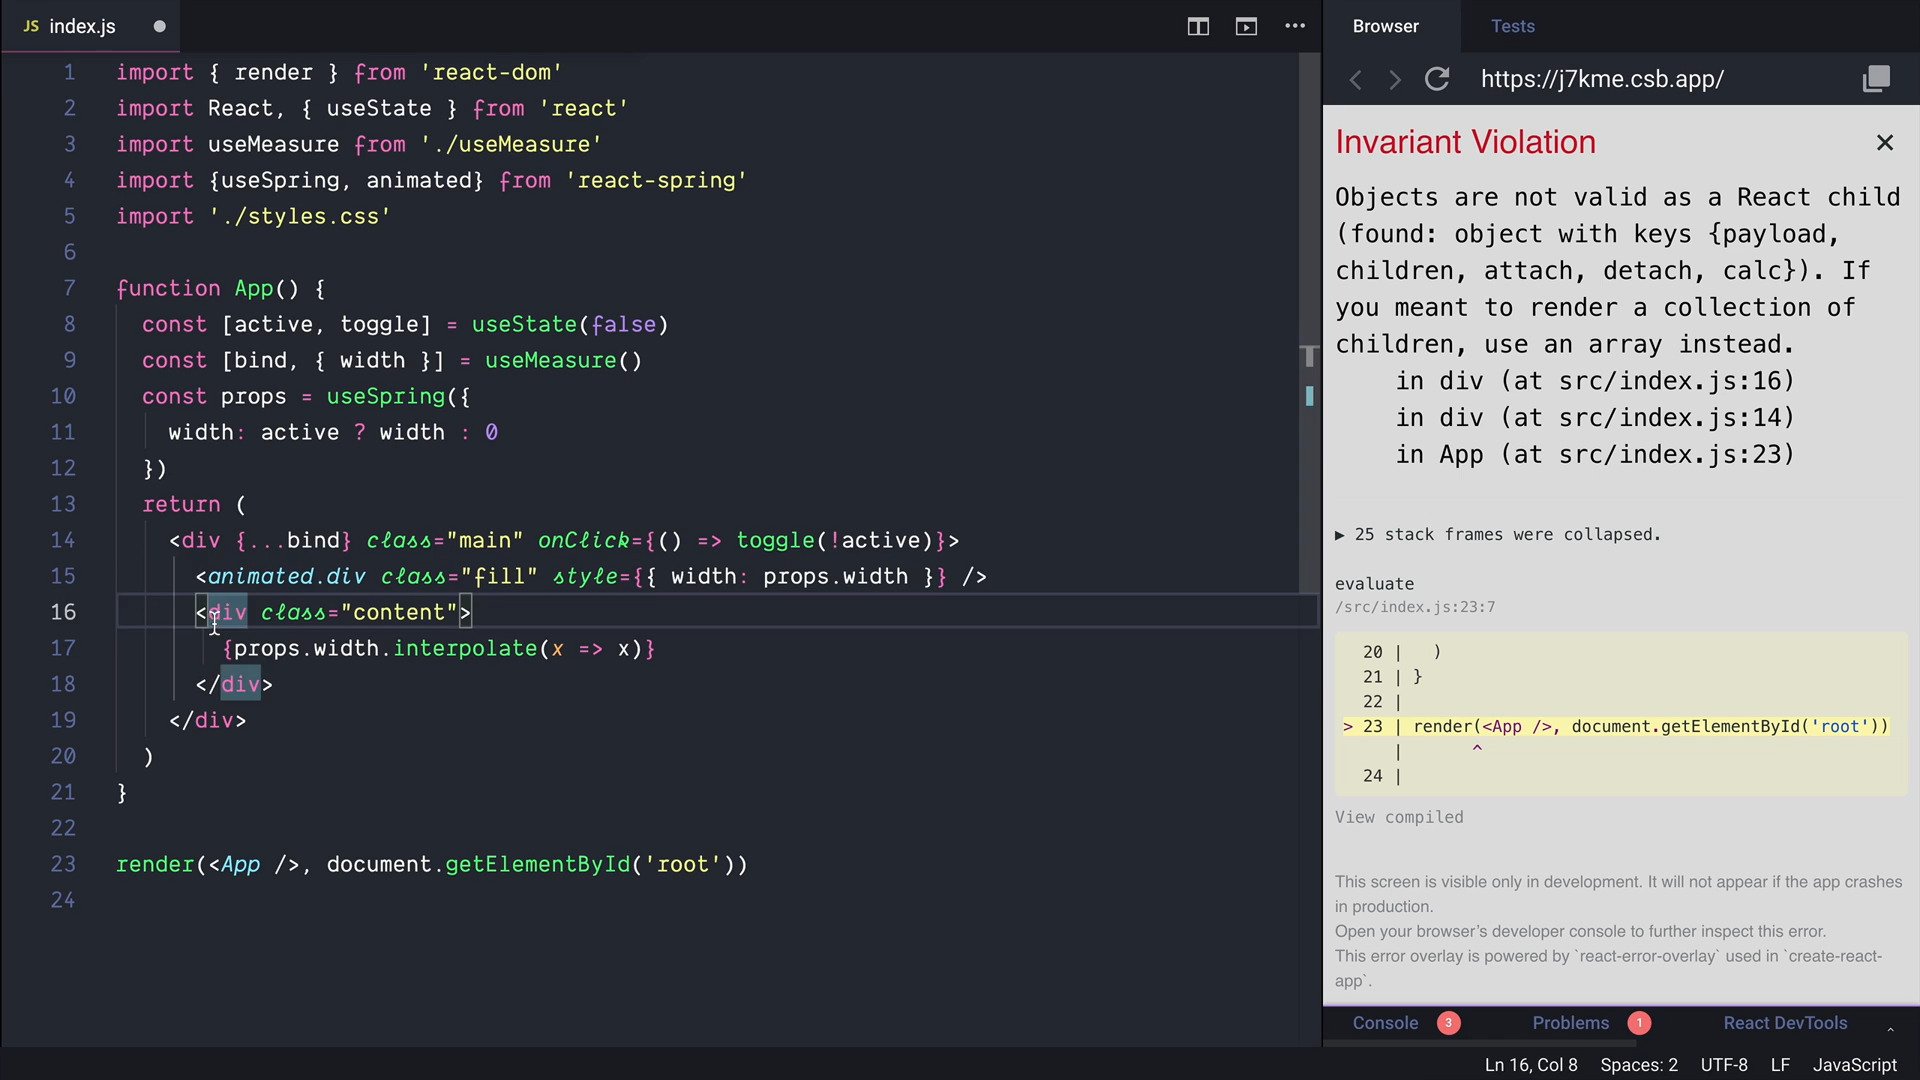 JS index.js
1 import { render } from 'react-dom'
2 import React, { useState } from 'react'
3 import useMeasure from './useMeasure'
4 import {useSpring, animated} from 'react-spring'
5 import './styles.css'
6
7 function App() {
8 const [active, toggle] = useState(false)
9 const [bind, { width }] = useMeasure()
10 const props = useSpring({
11 width: active ? width : 0
12 })
13 return (
14 <div {...bind} class="main" onClick={() => toggle(!active)}>
15 <animated.div class="fill" style={{ width: props.width }} />
16 <div class="content">
17 {props.width.interpolate(x => x)}
18 </div>
19 </div>
20 )
21 }
22
23 render(<App />, document.getElementById('root'))
24
Browser Tests
https://j7kme.csb.app/
Invariant Violation
Objects are not valid as a React child
(found: object with keys {payload,
children, attach, detach, calc}). If
you meant to render a collection of
children, use an array instead.
in div (at src/index.js:16)
in div (at src/index.js:14)
in App (at src/index.js:23)
▶ 25 stack frames were collapsed.
evaluate
/src/index.js:23:7
20 | )
21 | }
22 |
> 23 | render(<App />, document.getElementById('root'))
| ^
24 |
View compiled
This screen is visible only in development. It will not appear if the app crashes
in production.
Open your browser’s developer console to further inspect this error.
This error overlay is powered by `react-error-overlay` used in `create-react-
app`.
Console 3 Problems 1 React DevTools
Ln 16, Col 8 Spaces: 2 UTF-8 LF JavaScript